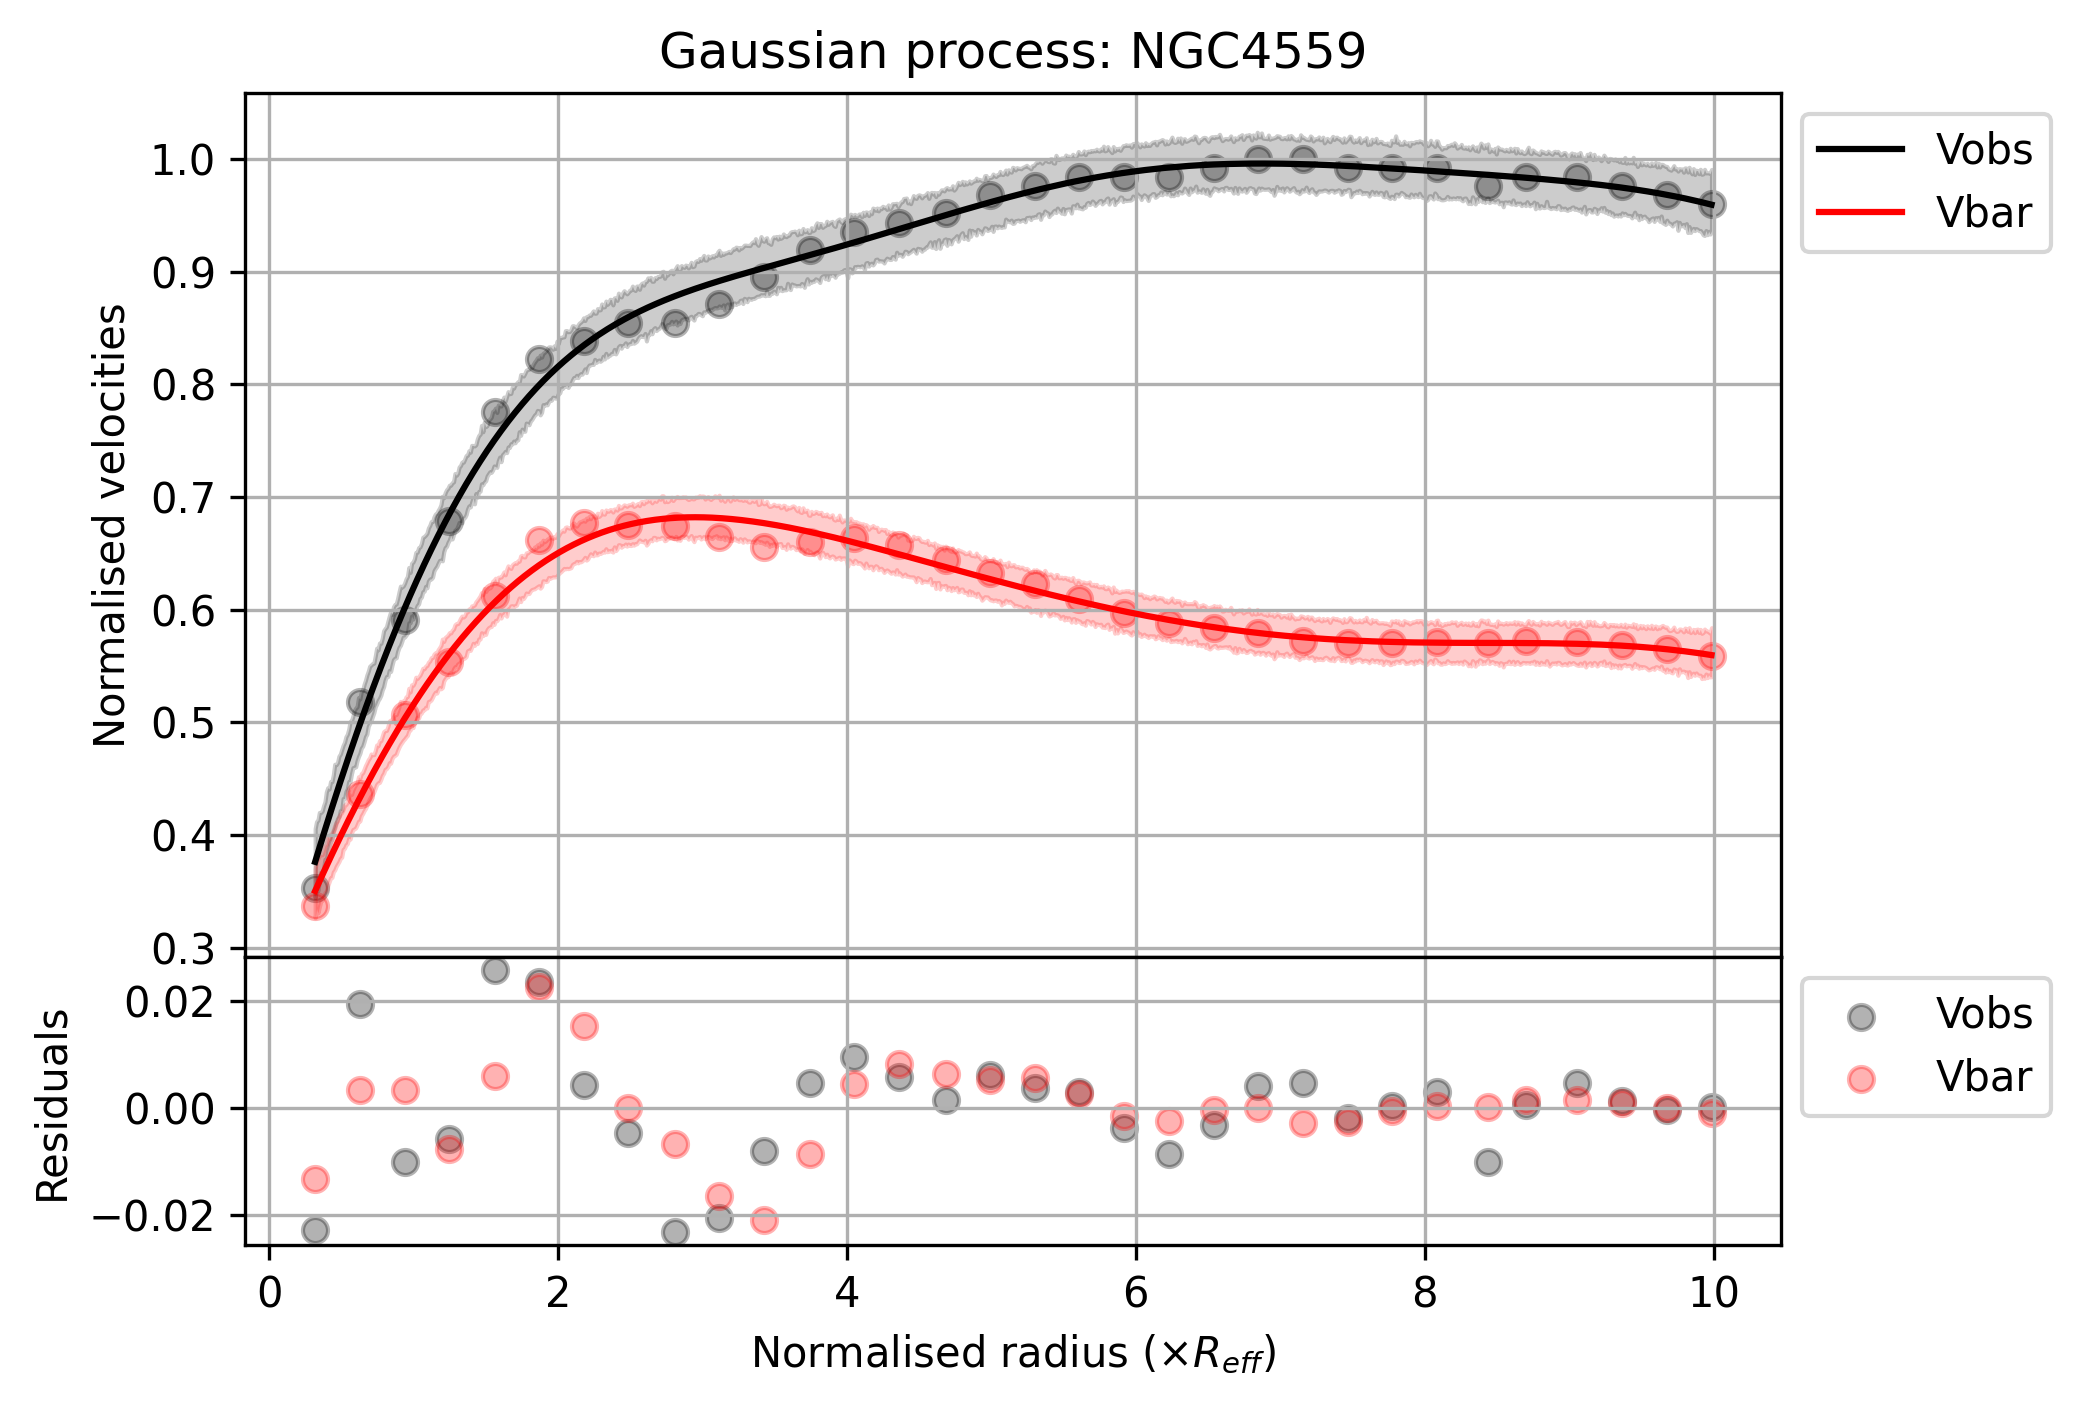 Gaussian process: NGC4559
Normalised velocities
1.0
0.9
0.8
0.7
0.6
0.5
0.4
0.3
Vobs
Vbar
Residuals
0.02
0.00
−0.02
Vobs
Vbar
0 2 4 6 8 10
Normalised radius (×R_eff)